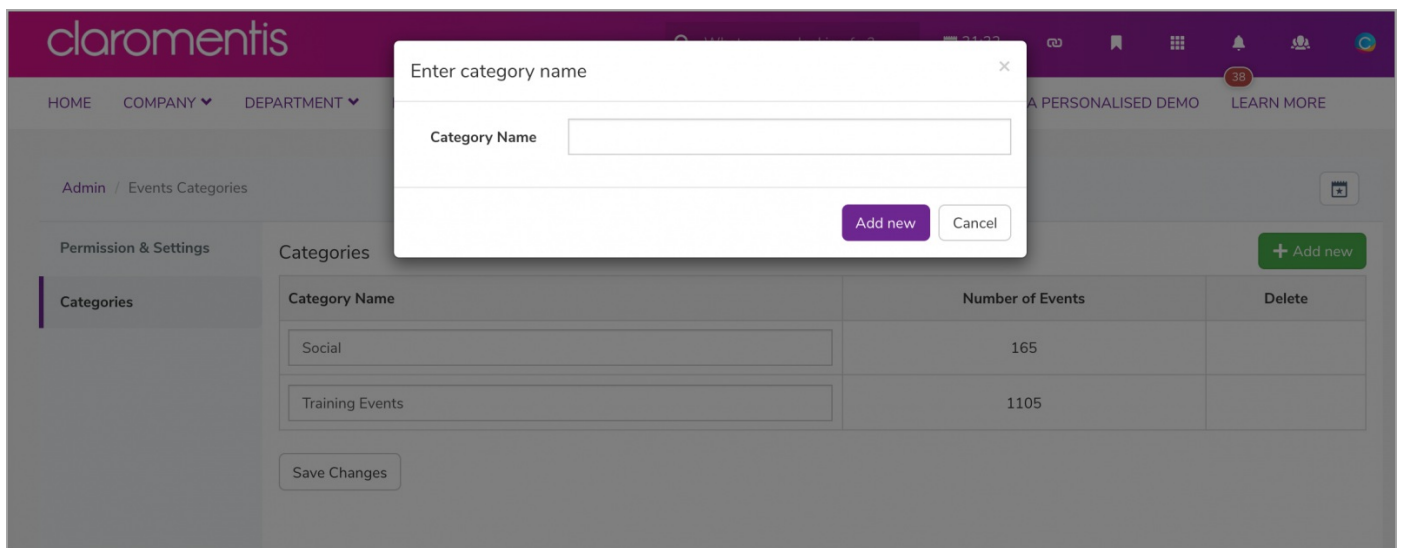 claromentis
21:33
38
HOME COMPANY DEPARTMENT A PERSONALISED DEMO LEARN MORE
Enter category name ×
Category Name
Add new Cancel
Admin / Events Categories
Permission & Settings
Categories
Categories
+ Add new
Category Name Number of Events Delete
Social 165
Training Events 1105
Save Changes